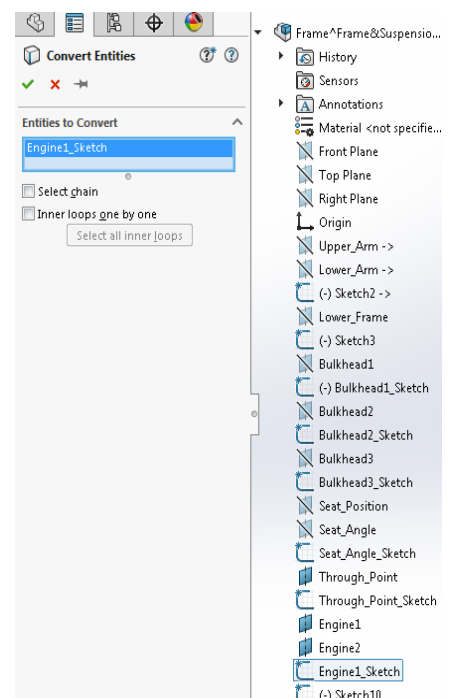 Convert Entities
Entities to Convert
Engine1_Sketch
Select chain
Inner loops one by one
Select all inner loops
Frame^Frame&Suspensio...
History
Sensors
Annotations
Material <not specifie...
Front Plane
Top Plane
Right Plane
Origin
Upper_Arm ->
Lower_Arm ->
(-) Sketch2 ->
Lower_Frame
(-) Sketch3
Bulkhead1
(-) Bulkhead1_Sketch
Bulkhead2
Bulkhead2_Sketch
Bulkhead3
Bulkhead3_Sketch
Seat_Position
Seat_Angle
Seat_Angle_Sketch
Through_Point
Through_Point_Sketch
Engine1
Engine2
Engine1_Sketch
(-) Sketch10